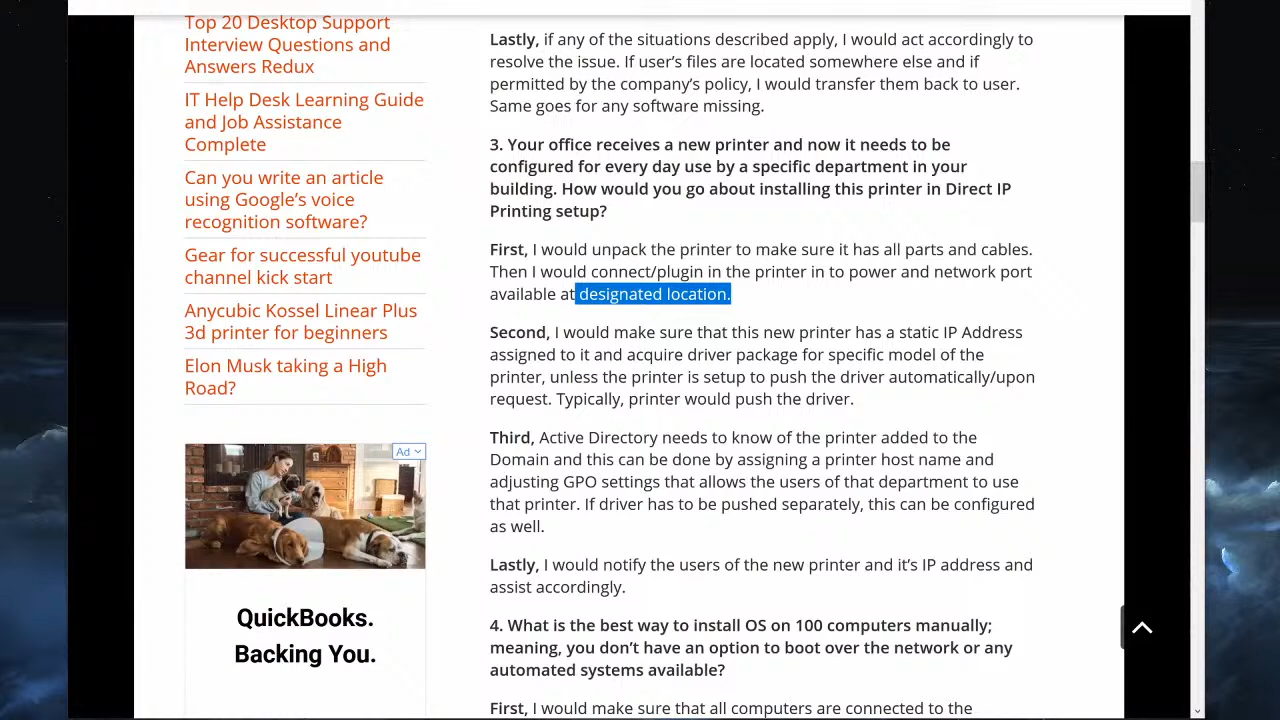 Top 20 Desktop Support
Interview Questions and
Answers Redux
IT Help Desk Learning Guide
and Job Assistance
Complete
Can you write an article
using Google's voice
recognition software?
Gear for successful youtube
channel kick start
Anycubic Kossel Linear Plus
3d printer for beginners
Elon Musk taking a High
Road?
Ad
QuickBooks.
Backing You.
Lastly, if any of the situations described apply, I would act accordingly to
resolve the issue. If user's files are located somewhere else and if
permitted by the company's policy, I would transfer them back to user.
Same goes for any software missing.
3. Your office receives a new printer and now it needs to be
configured for every day use by a specific department in your
building. How would you go about installing this printer in Direct IP
Printing setup?
First, I would unpack the printer to make sure it has all parts and cables.
Then I would connect/plugin in the printer in to power and network port
available at designated location.
Second, I would make sure that this new printer has a static IP Address
assigned to it and acquire driver package for specific model of the
printer, unless the printer is setup to push the driver automatically/upon
request. Typically, printer would push the driver.
Third, Active Directory needs to know of the printer added to the
Domain and this can be done by assigning a printer host name and
adjusting GPO settings that allows the users of that department to use
that printer. If driver has to be pushed separately, this can be configured
as well.
Lastly, I would notify the users of the new printer and it's IP address and
assist accordingly.
4. What is the best way to install OS on 100 computers manually;
meaning, you don't have an option to boot over the network or any
automated systems available?
First, I would make sure that all computers are connected to the